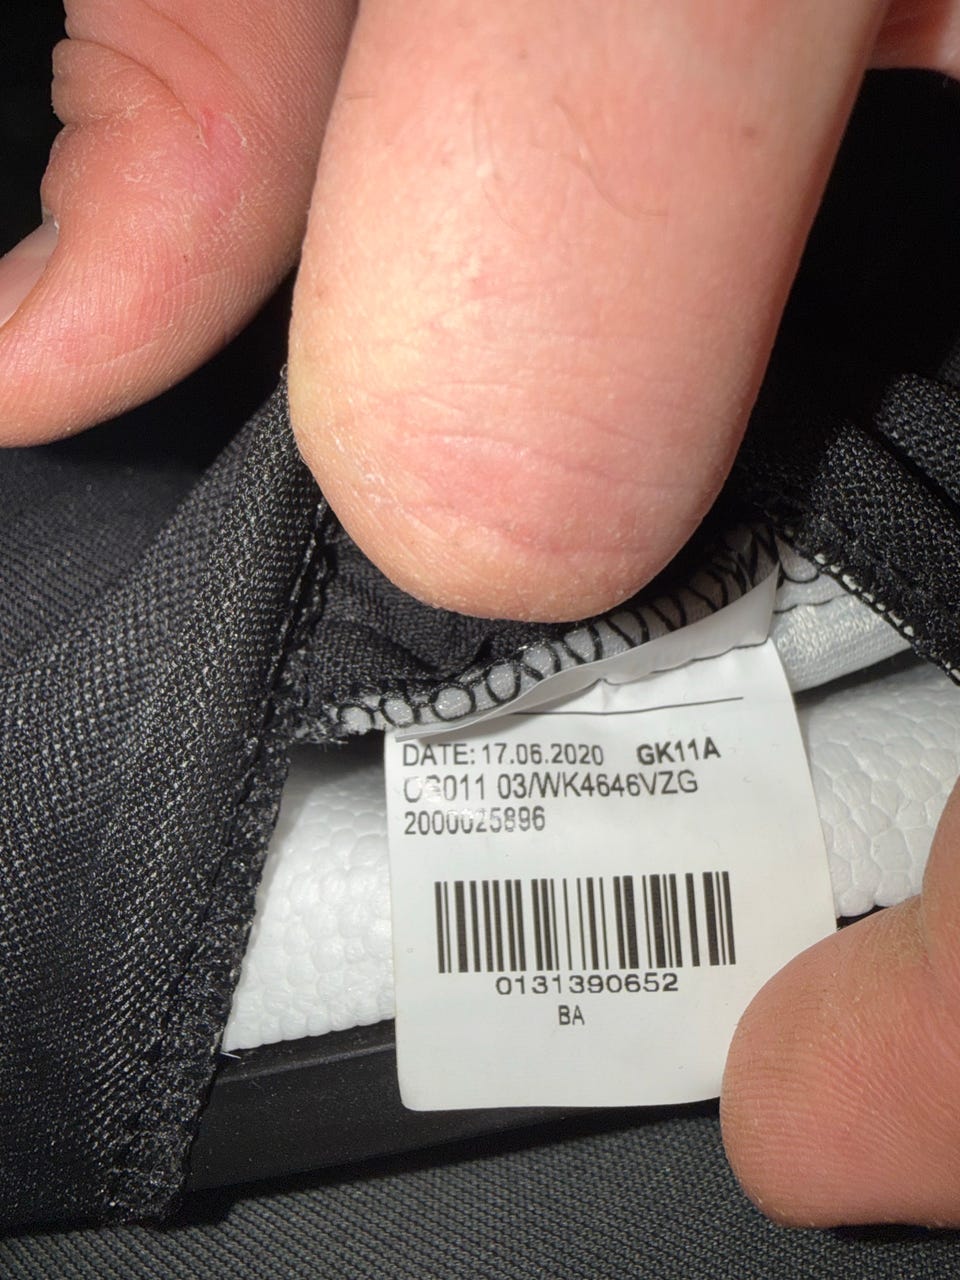 DATE: 17.06.2020 GK11A
03/WK4646VZG
2000025896
0131390652
BA